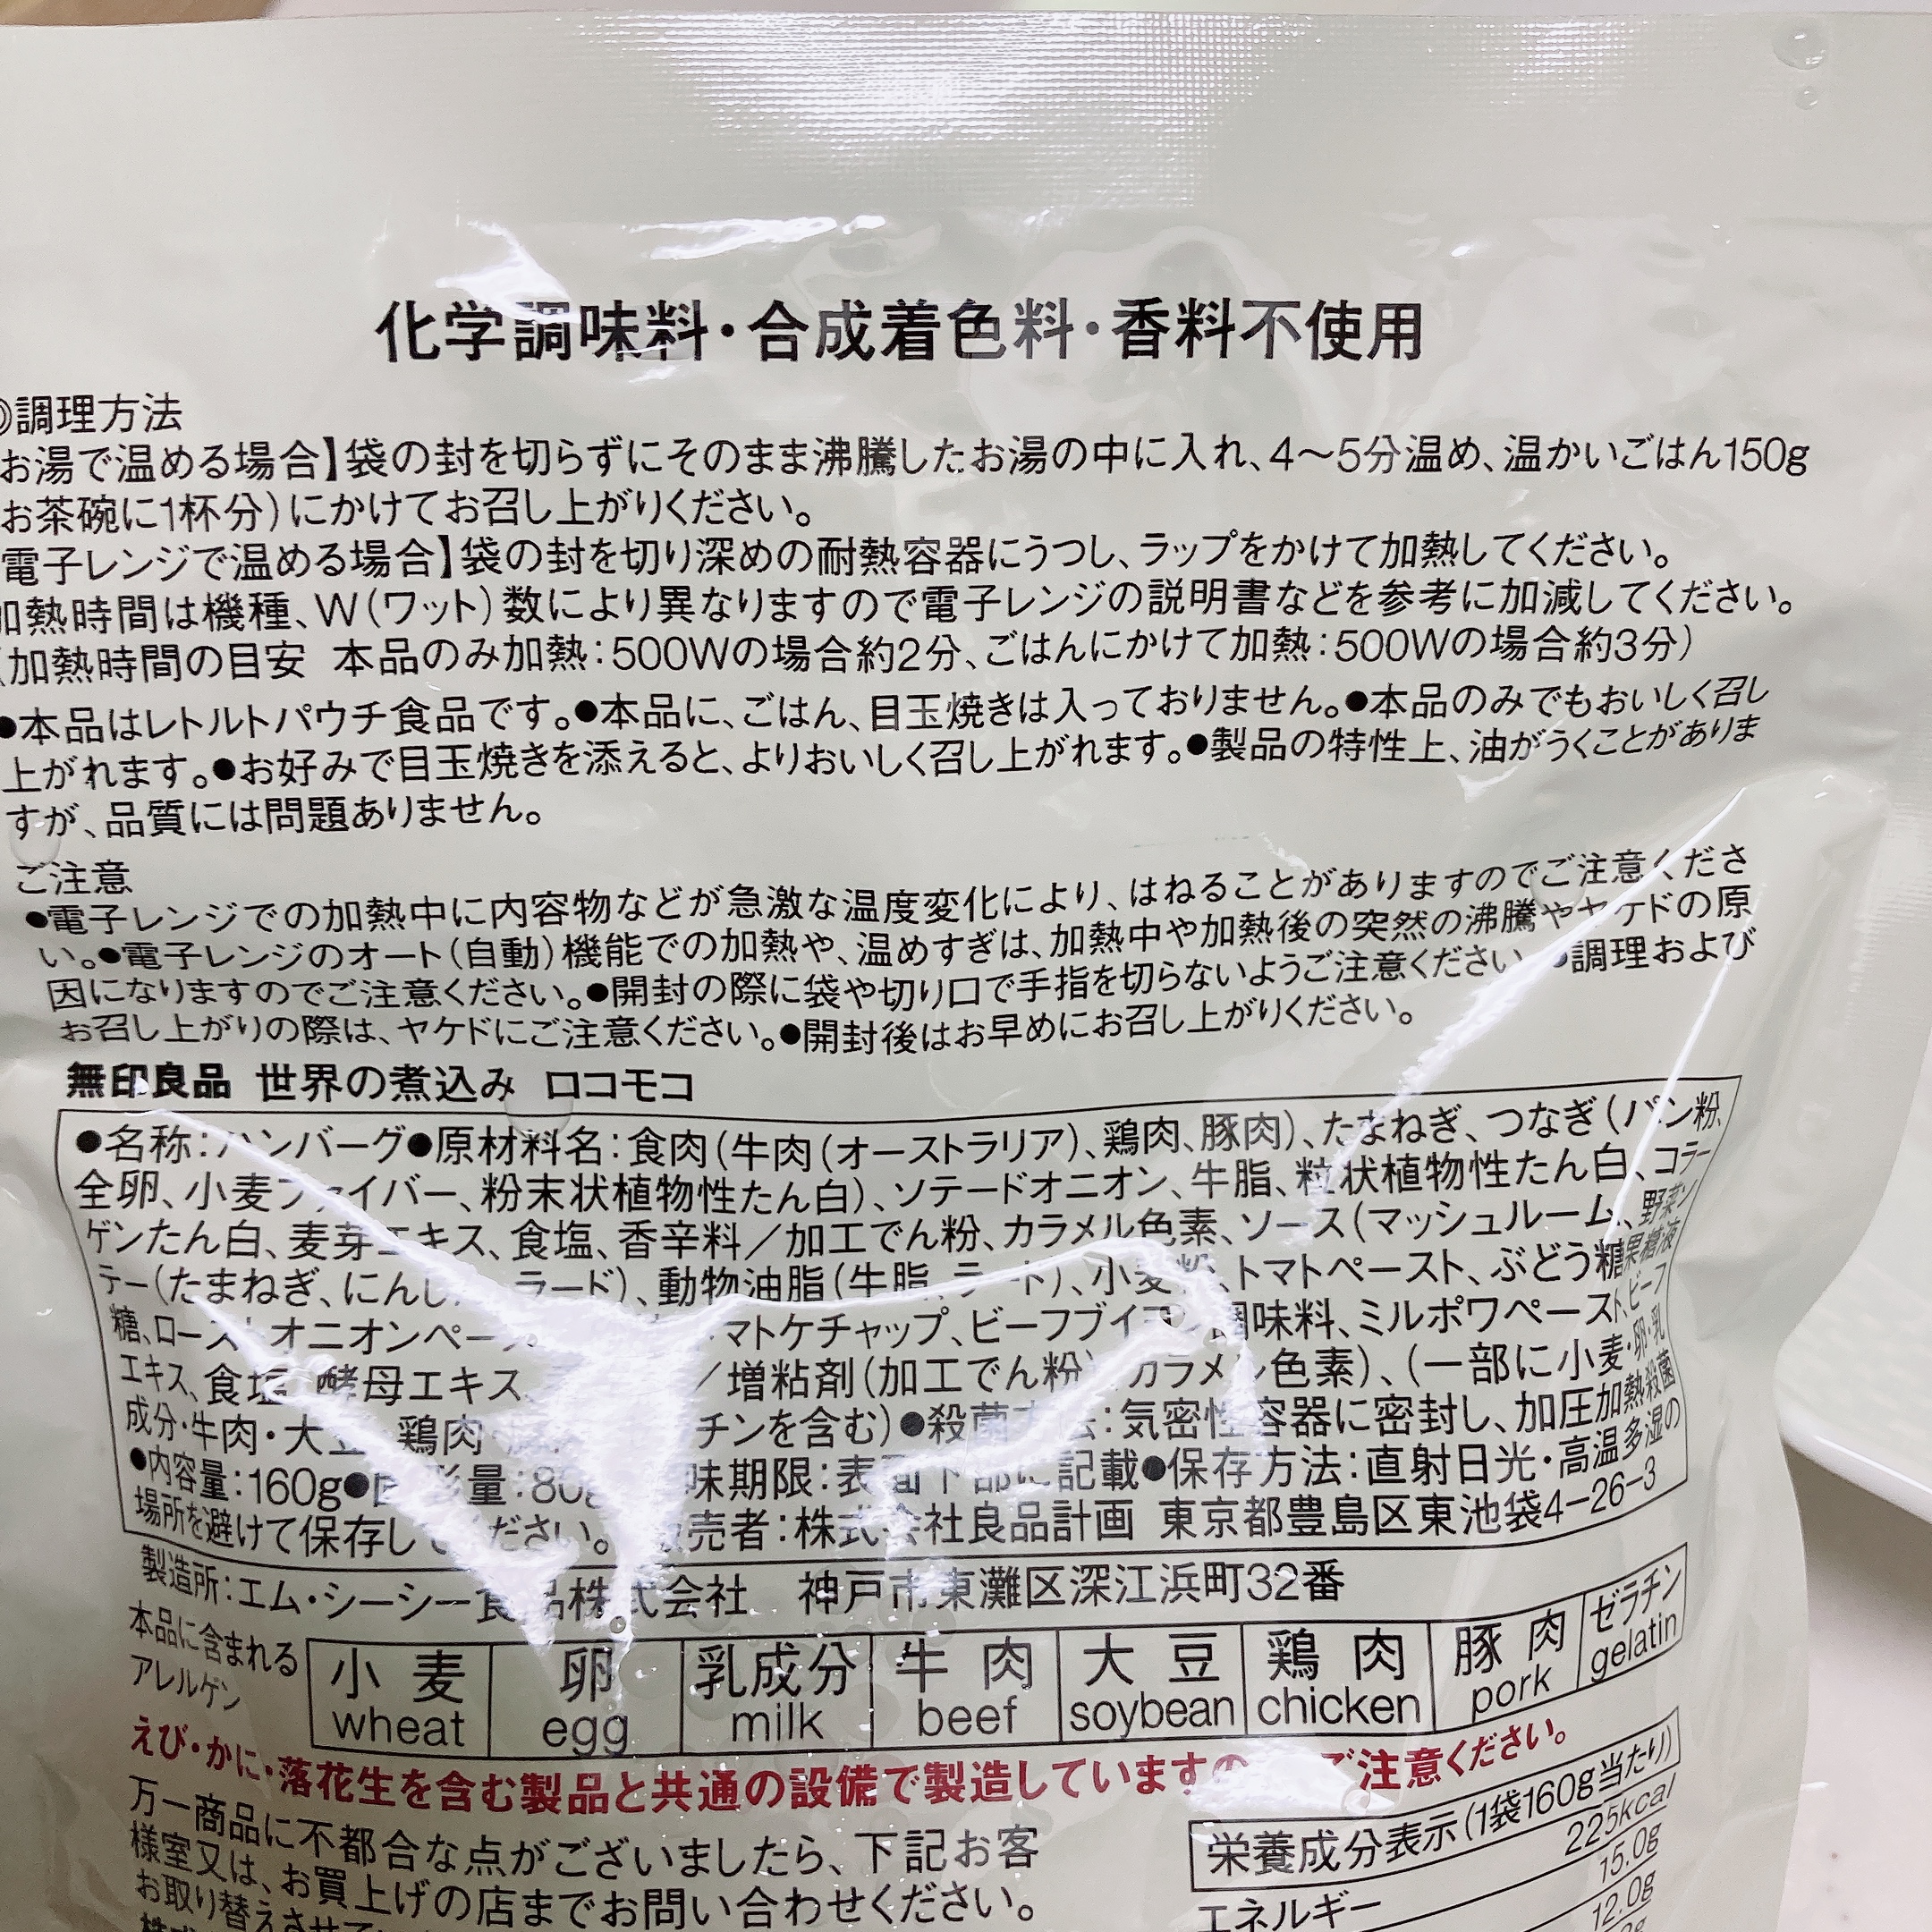 化学調味料・合成着色料・香料不使用
◎調理方法
お湯で温める場合】袋の封を切らずにそのまま沸騰したお湯の中に入れ、4〜5分温め、温かいごはん150g
お茶碗に1杯分)にかけてお召し上がりください。
電子レンジで温める場合】袋の封を切り深めの耐熱容器にうつし、ラップをかけて加熱してください。
加熱時間は機種、W(ワット)数により異なりますので電子レンジの説明書などを参考に加減してください。
(加熱時間の目安 本品のみ加熱:500Wの場合約2分、ごはんにかけて加熱:500Wの場合約3分)
●本品はレトルトパウチ食品です。●本品に、ごはん、目玉焼きは入っておりません。●本品のみでもおいしく召し
上がれます。●お好みで目玉焼きを添えると、よりおいしく召し上がれます。●製品の特性上、油がうくことがありま
すが、品質には問題ありません。
ご注意
●電子レンジでの加熱中に内容物などが急激な温度変化により、はねることがありますのでご注意くださ
い。●電子レンジのオート(自動)機能での加熱や、温めすぎは、加熱中や加熱後の突然の沸騰やヤケドの原
因になりますのでご注意ください。●開封の際に袋や切り口で手指を切らないようご注意ください。●調理および
お召し上がりの際は、ヤケドにご注意ください。●開封後はお早めにお召し上がりください。
無印良品 世界の煮込み ロコモコ
●名称:ハンバーグ●原材料名:食肉(牛肉(オーストラリア)、鶏肉、豚肉)、たまねぎ、つなぎ(パン粉、
全卵、小麦ファイバー、粉末状植物性たん白)、ソテードオニオン、牛脂、粒状植物性たん白、コラー
ゲンたん白、麦芽エキス、食塩、香辛料/加工でん粉、カラメル色素、ソース(マッシュルーム、野菜ソ
テー(たまねぎ、にんに ラード)、動物油脂(牛脂、ラード)、小麦粉、トマトペースト、ぶどう糖果糖液
糖、ローストオニオンペース マトケチャップ、ビーフブイヨン調味料、ミルポワペースト、ビーフ
エキス、食塩、酵母エキス /増粘剤(加工でん粉)、カラメル色素)、(一部に小麦・卵・乳
成分・牛肉・大豆・鶏肉・ チンを含む)●殺菌方法:気密性容器に密封し、加圧加熱殺菌
●内容量:160g●固形量:80g 味期限:表面下部に記載●保存方法:直射日光・高温多湿の
場所を避けて保存してください。 売者:株式会社良品計画 東京都豊島区東池袋4-26-3
製造所:エム・シーシー食品株式会社 神戸市東灘区深江浜町32番
本品に含まれる
アレルゲン
小麦 卵 乳成分 牛肉 大豆 鶏肉 豚肉 ゼラチン
wheat egg milk beef soybean chicken pork gelatin
えび・かに・落花生を含む製品と共通の設備で製造していますの ご注意ください。
万一商品に不都合な点がございましたら、下記お客
様室又は、お買上げの店までお問い合わせください。
お取り替えさせて
栄養成分表示(1袋160g当たり)
エネルギー 225kcal
15.0g
12.0g